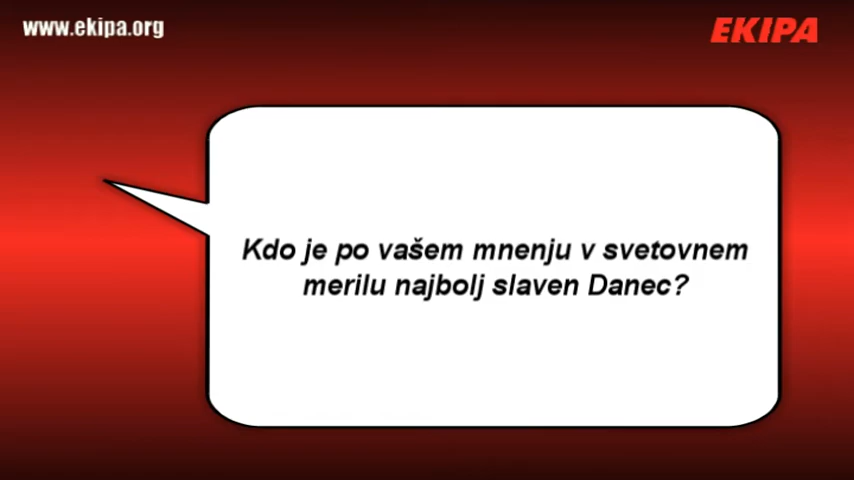 www.ekipa.org
EKIPA
Kdo je po vašem mnenju v svetovnem
merilu najbolj slaven Danec?